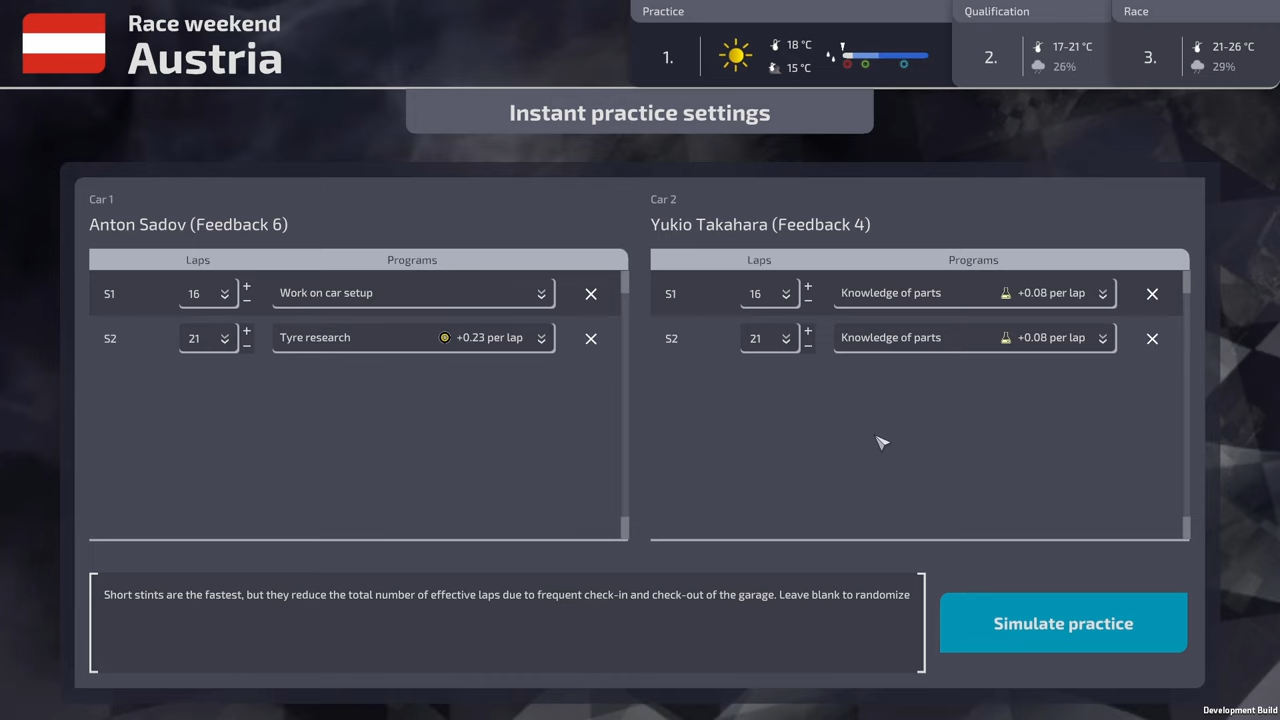 Race weekend
Austria
Practice
1.
18 °C
15 °C
Qualification
2.
17-21 °C
26%
Race
3.
21-26 °C
29%
Instant practice settings
Car 1
Anton Sadov (Feedback 6)
Laps Programs
S1 16 + − Work on car setup
S2 21 + − Tyre research +0.23 per lap
Car 2
Yukio Takahara (Feedback 4)
Laps Programs
S1 16 + − Knowledge of parts +0.08 per lap
S2 21 + − Knowledge of parts +0.08 per lap
Short stints are the fastest, but they reduce the total number of effective laps due to frequent check-in and check-out of the garage. Leave blank to randomize
Simulate practice
Development Build